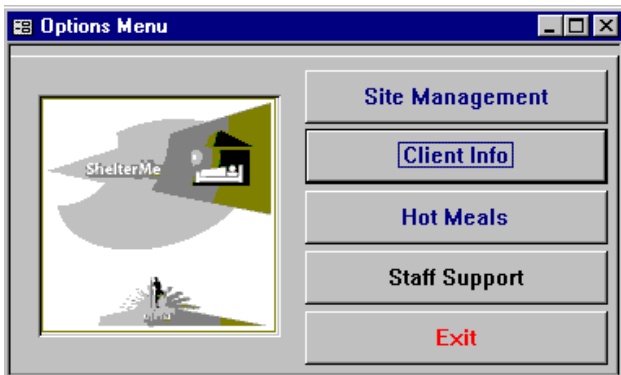 Options Menu
ShelterMe
Site Management
Client Info
Hot Meals
Staff Support
Exit